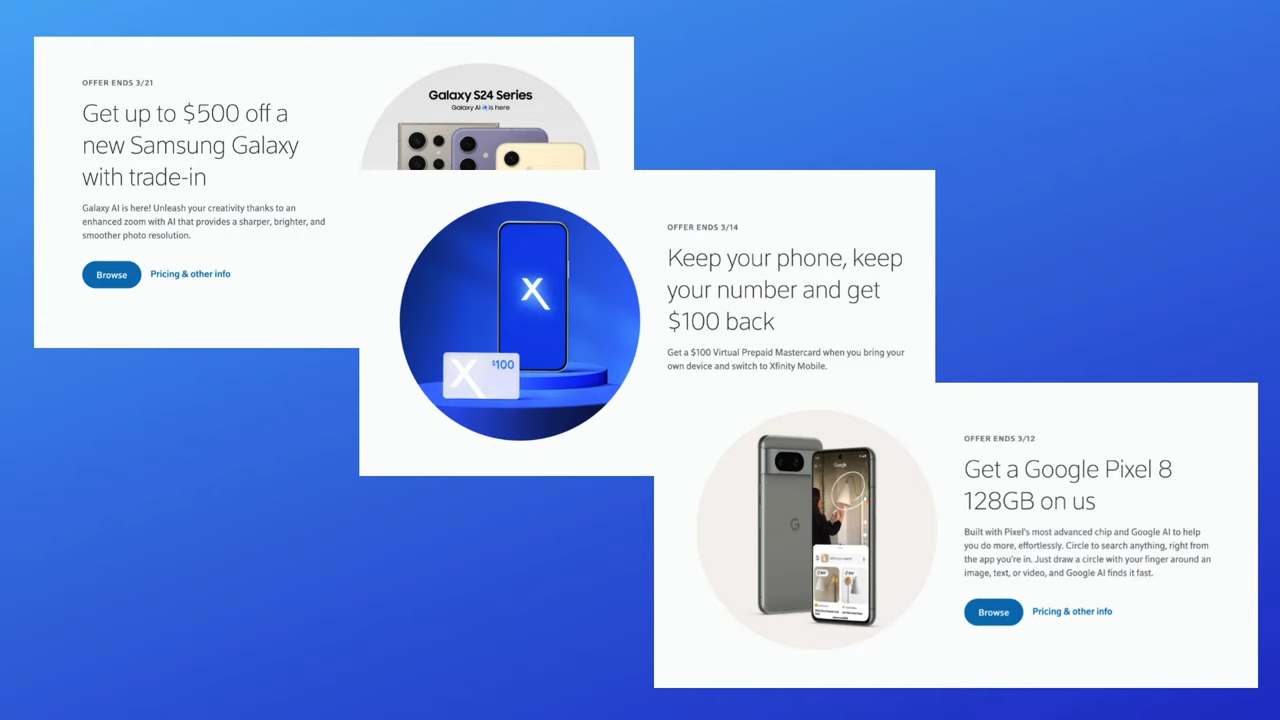 OFFER ENDS 3/21
Get up to $500 off a
new Samsung Galaxy
with trade-in
Galaxy AI is here! Unleash your creativity thanks to an
enhanced zoom with AI that provides a sharper, brighter, and
smoother photo resolution.
Browse
Pricing & other info
Galaxy S24 Series
Galaxy AI is here
X
X
$100
OFFER ENDS 3/14
Keep your phone, keep
your number and get
$100 back
Get a $100 Virtual Prepaid Mastercard when you bring your
own device and switch to Xfinity Mobile.
G
Google
OFFER ENDS 3/12
Get a Google Pixel 8
128GB on us
Built with Pixel's most advanced chip and Google AI to help
you do more, effortlessly. Circle to search anything, right from
the app you're in. Just draw a circle with your finger around an
image, text, or video, and Google AI finds it fast.
Browse
Pricing & other info